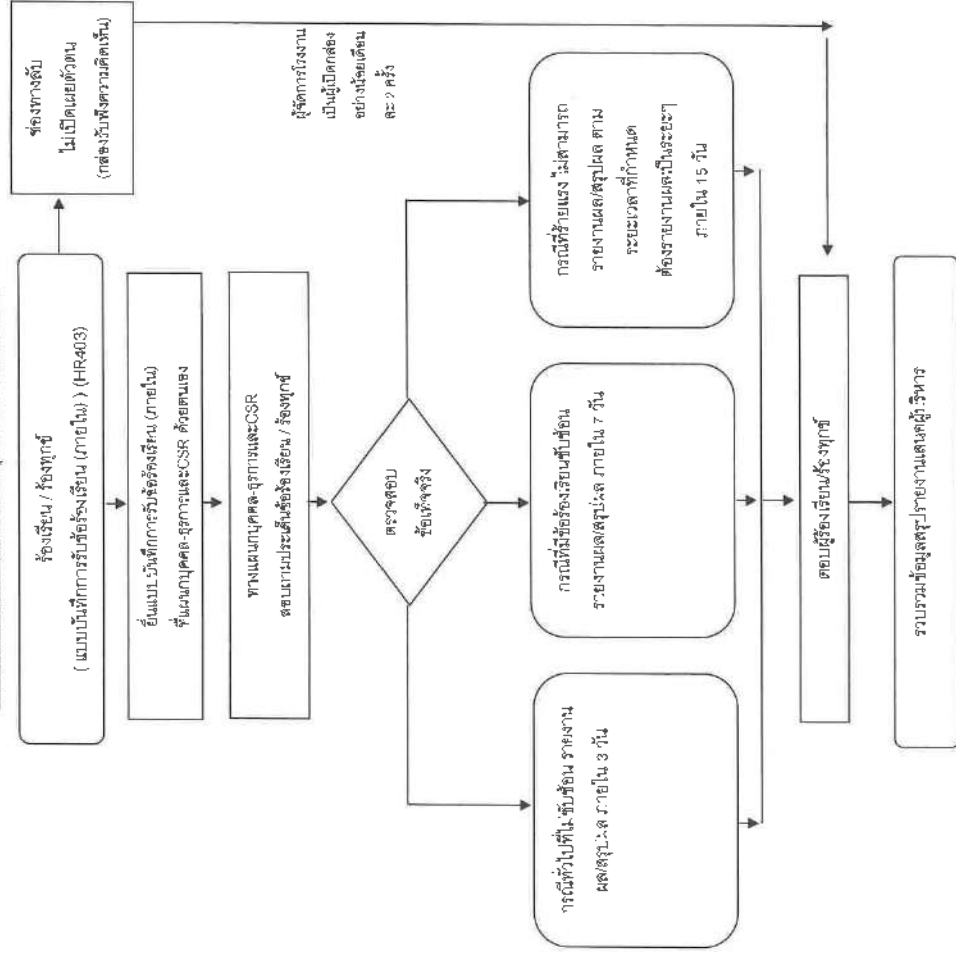 ร้องเรียน / ร้องทุกข์
( แบบบันทึกการรับข้อร้องเรียน (ภายใน) ) (HR403)
ช่องทางลับ
ไม่เปิดเผยตัวตน
(กล่องรับฟังความคิดเห็น)
ยื่นแบบบันทึกการรับข้อร้องเรียน (ภายใน)
ที่แผนกบุคคล-ธุรการและCSR ด้วยตนเอง
ผู้จัดการโรงงาน
เป็นผู้เปิดกล่อง
อย่างน้อยเดือน
ละ 2 ครั้ง
ทางแผนกบุคคล-ธุรการและCSR
สอบถามประเด็นข้อร้องเรียน / ร้องทุกข์
ตรวจสอบ
ข้อเท็จจริง
กรณีทั่วไปที่ไม่ซับซ้อน รายงาน
ผล/สรุปผล ภายใน 3 วัน
กรณีที่มีข้อร้องเรียนซับซ้อน
รายงานผล/สรุปผล ภายใน 7 วัน
กรณีที่ร้ายแรง ไม่สามารถ
รายงานผล/สรุปผล ตาม
ระยะเวลาที่กำหนด
ต้องรายงานผลเป็นระยะๆ
ภายใน 15 วัน
ตอบผู้ร้องเรียน/ร้องทุกข์
รวบรวมข้อมูลสรุปรายงานเสนอผู้บริหาร